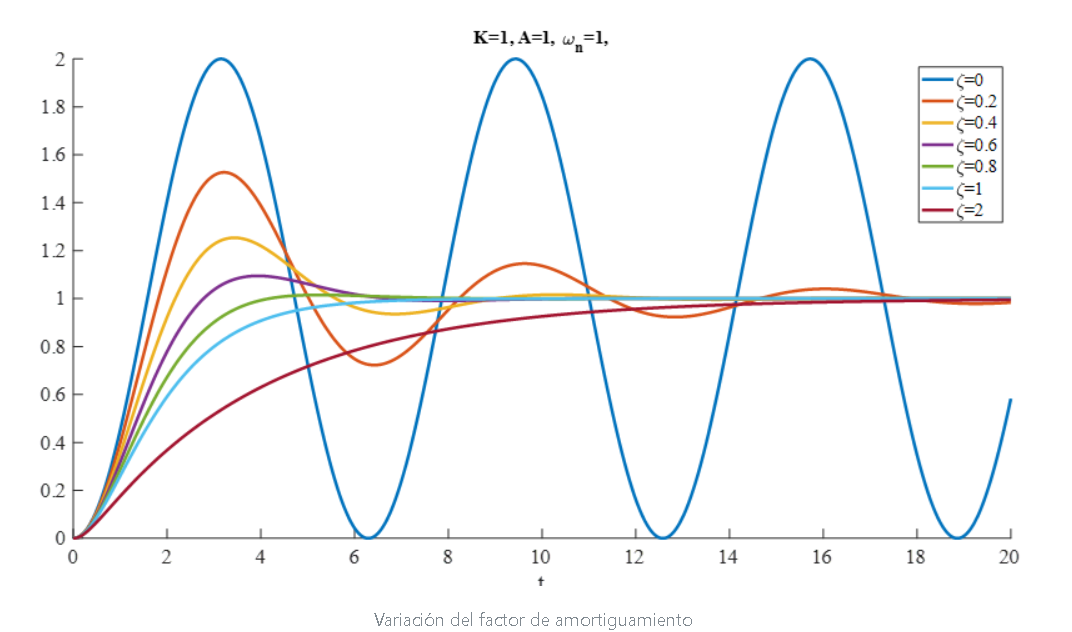 K=1, A=1, ωn=1,
2
1.8
1.6
1.4
1.2
1
0.8
0.6
0.4
0.2
0
ζ=0
ζ=0.2
ζ=0.4
ζ=0.6
ζ=0.8
ζ=1
ζ=2
0 2 4 6 8 10 12 14 16 18 20
t
Variación del factor de amortiguamiento